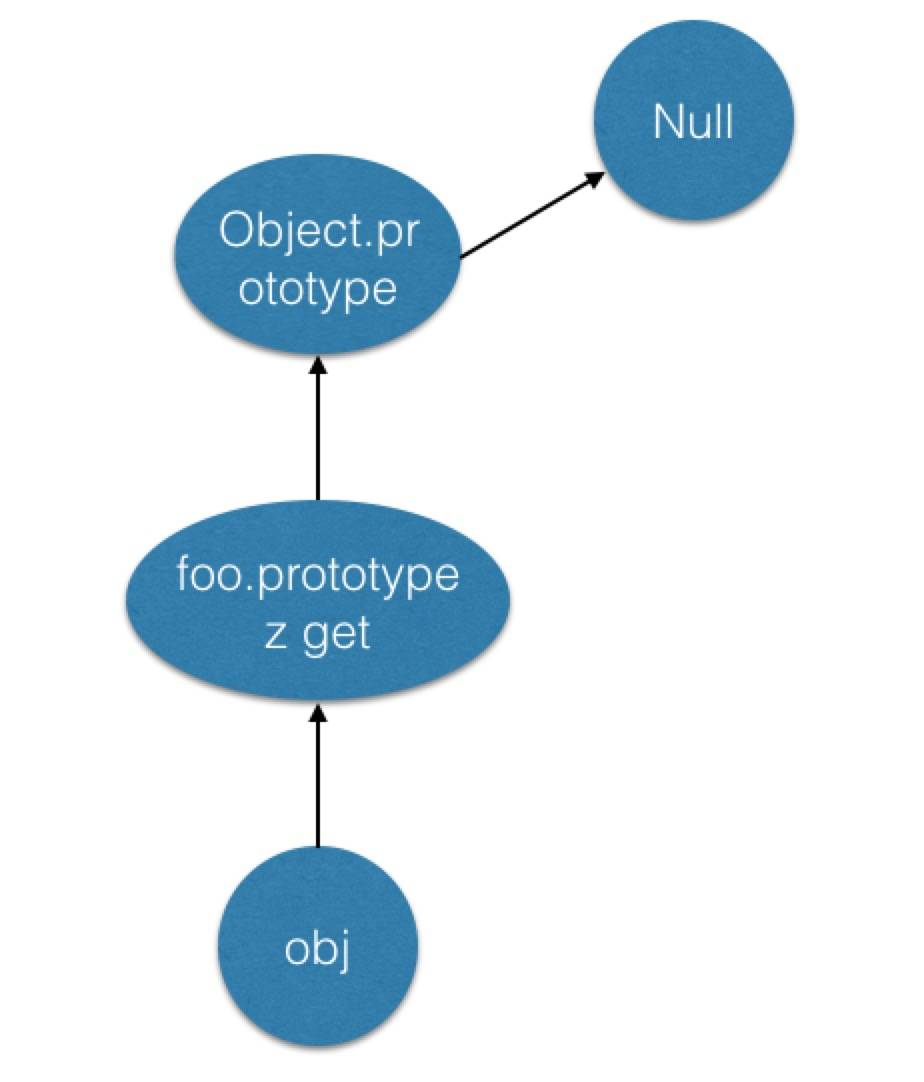 Null
Object.pr
ototype
foo.prototype
z get
obj